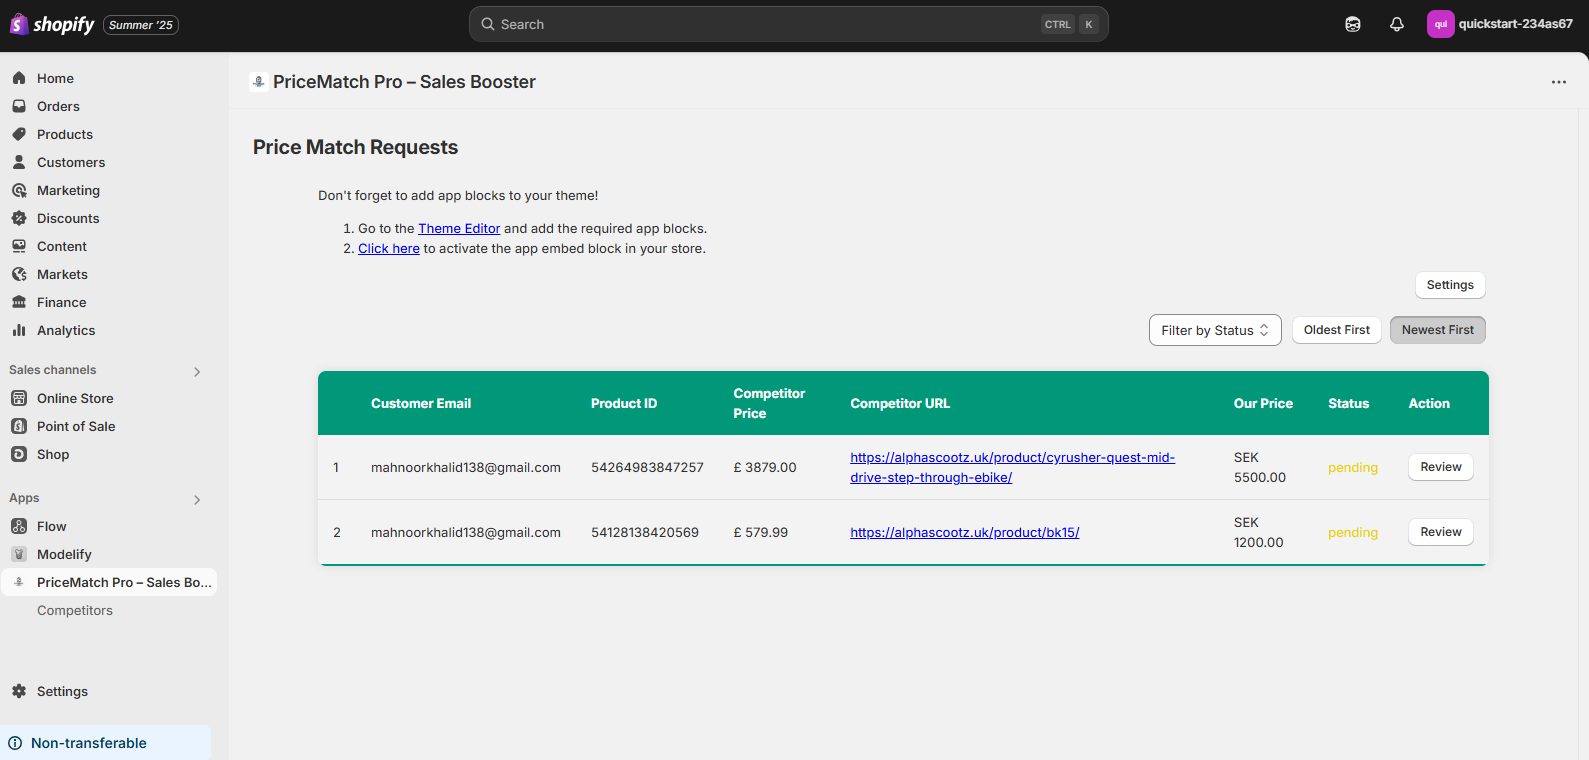 shopify Summer '25
Search CTRL K
qui quickstart-234as67
Home
Orders
Products
Customers
Marketing
Discounts
Content
Markets
Finance
Analytics
Sales channels
Online Store
Point of Sale
Shop
Apps
Flow
Modelify
PriceMatch Pro – Sales Bo...
Competitors
Settings
Non-transferable
PriceMatch Pro – Sales Booster
Price Match Requests
Don't forget to add app blocks to your theme!
1. Go to the Theme Editor and add the required app blocks.
2. Click here to activate the app embed block in your store.
Settings
Filter by Status Oldest First Newest First
Customer Email Product ID Competitor Price Competitor URL Our Price Status Action
1 mahnoorkhalid138@gmail.com 54264983847257 £ 3879.00 https://alphascootz.uk/product/cyrusher-quest-mid-
drive-step-through-ebike/ SEK 5500.00 pending Review
2 mahnoorkhalid138@gmail.com 54128138420569 £ 579.99 https://alphascootz.uk/product/bk15/ SEK 1200.00 pending Review